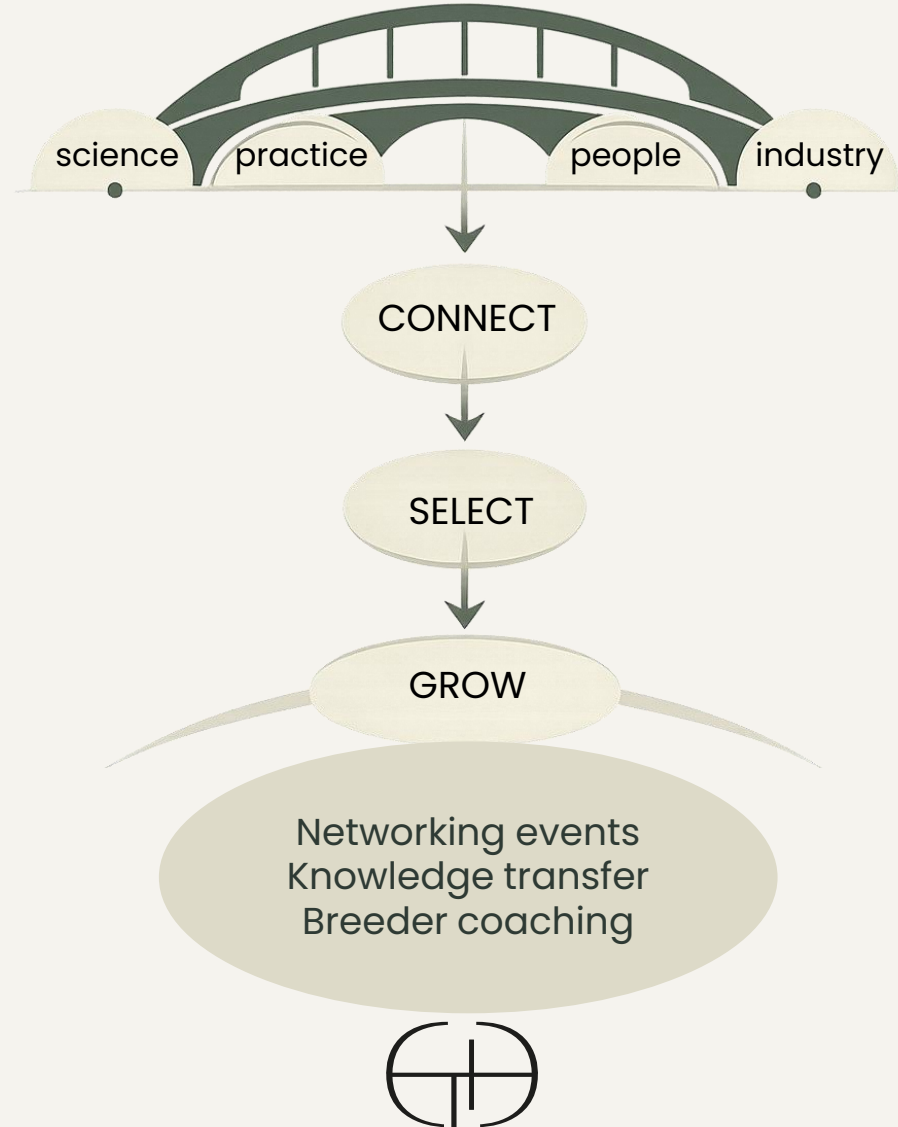 science practice people industry
CONNECT
SELECT
GROW
Networking events
Knowledge transfer
Breeder coaching